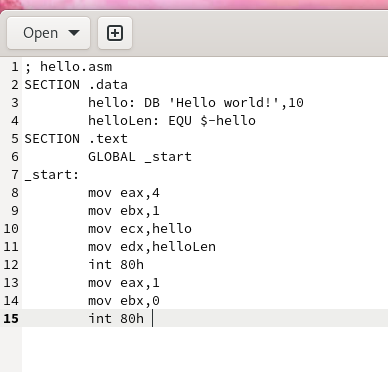 Open
1 ; hello.asm
2 SECTION .data
3         hello: DB 'Hello world!',10
4         helloLen: EQU $-hello
5 SECTION .text
6         GLOBAL _start
7 _start:
8         mov eax,4
9         mov ebx,1
10         mov ecx,hello
11         mov edx,helloLen
12         int 80h
13         mov eax,1
14         mov ebx,0
15         int 80h